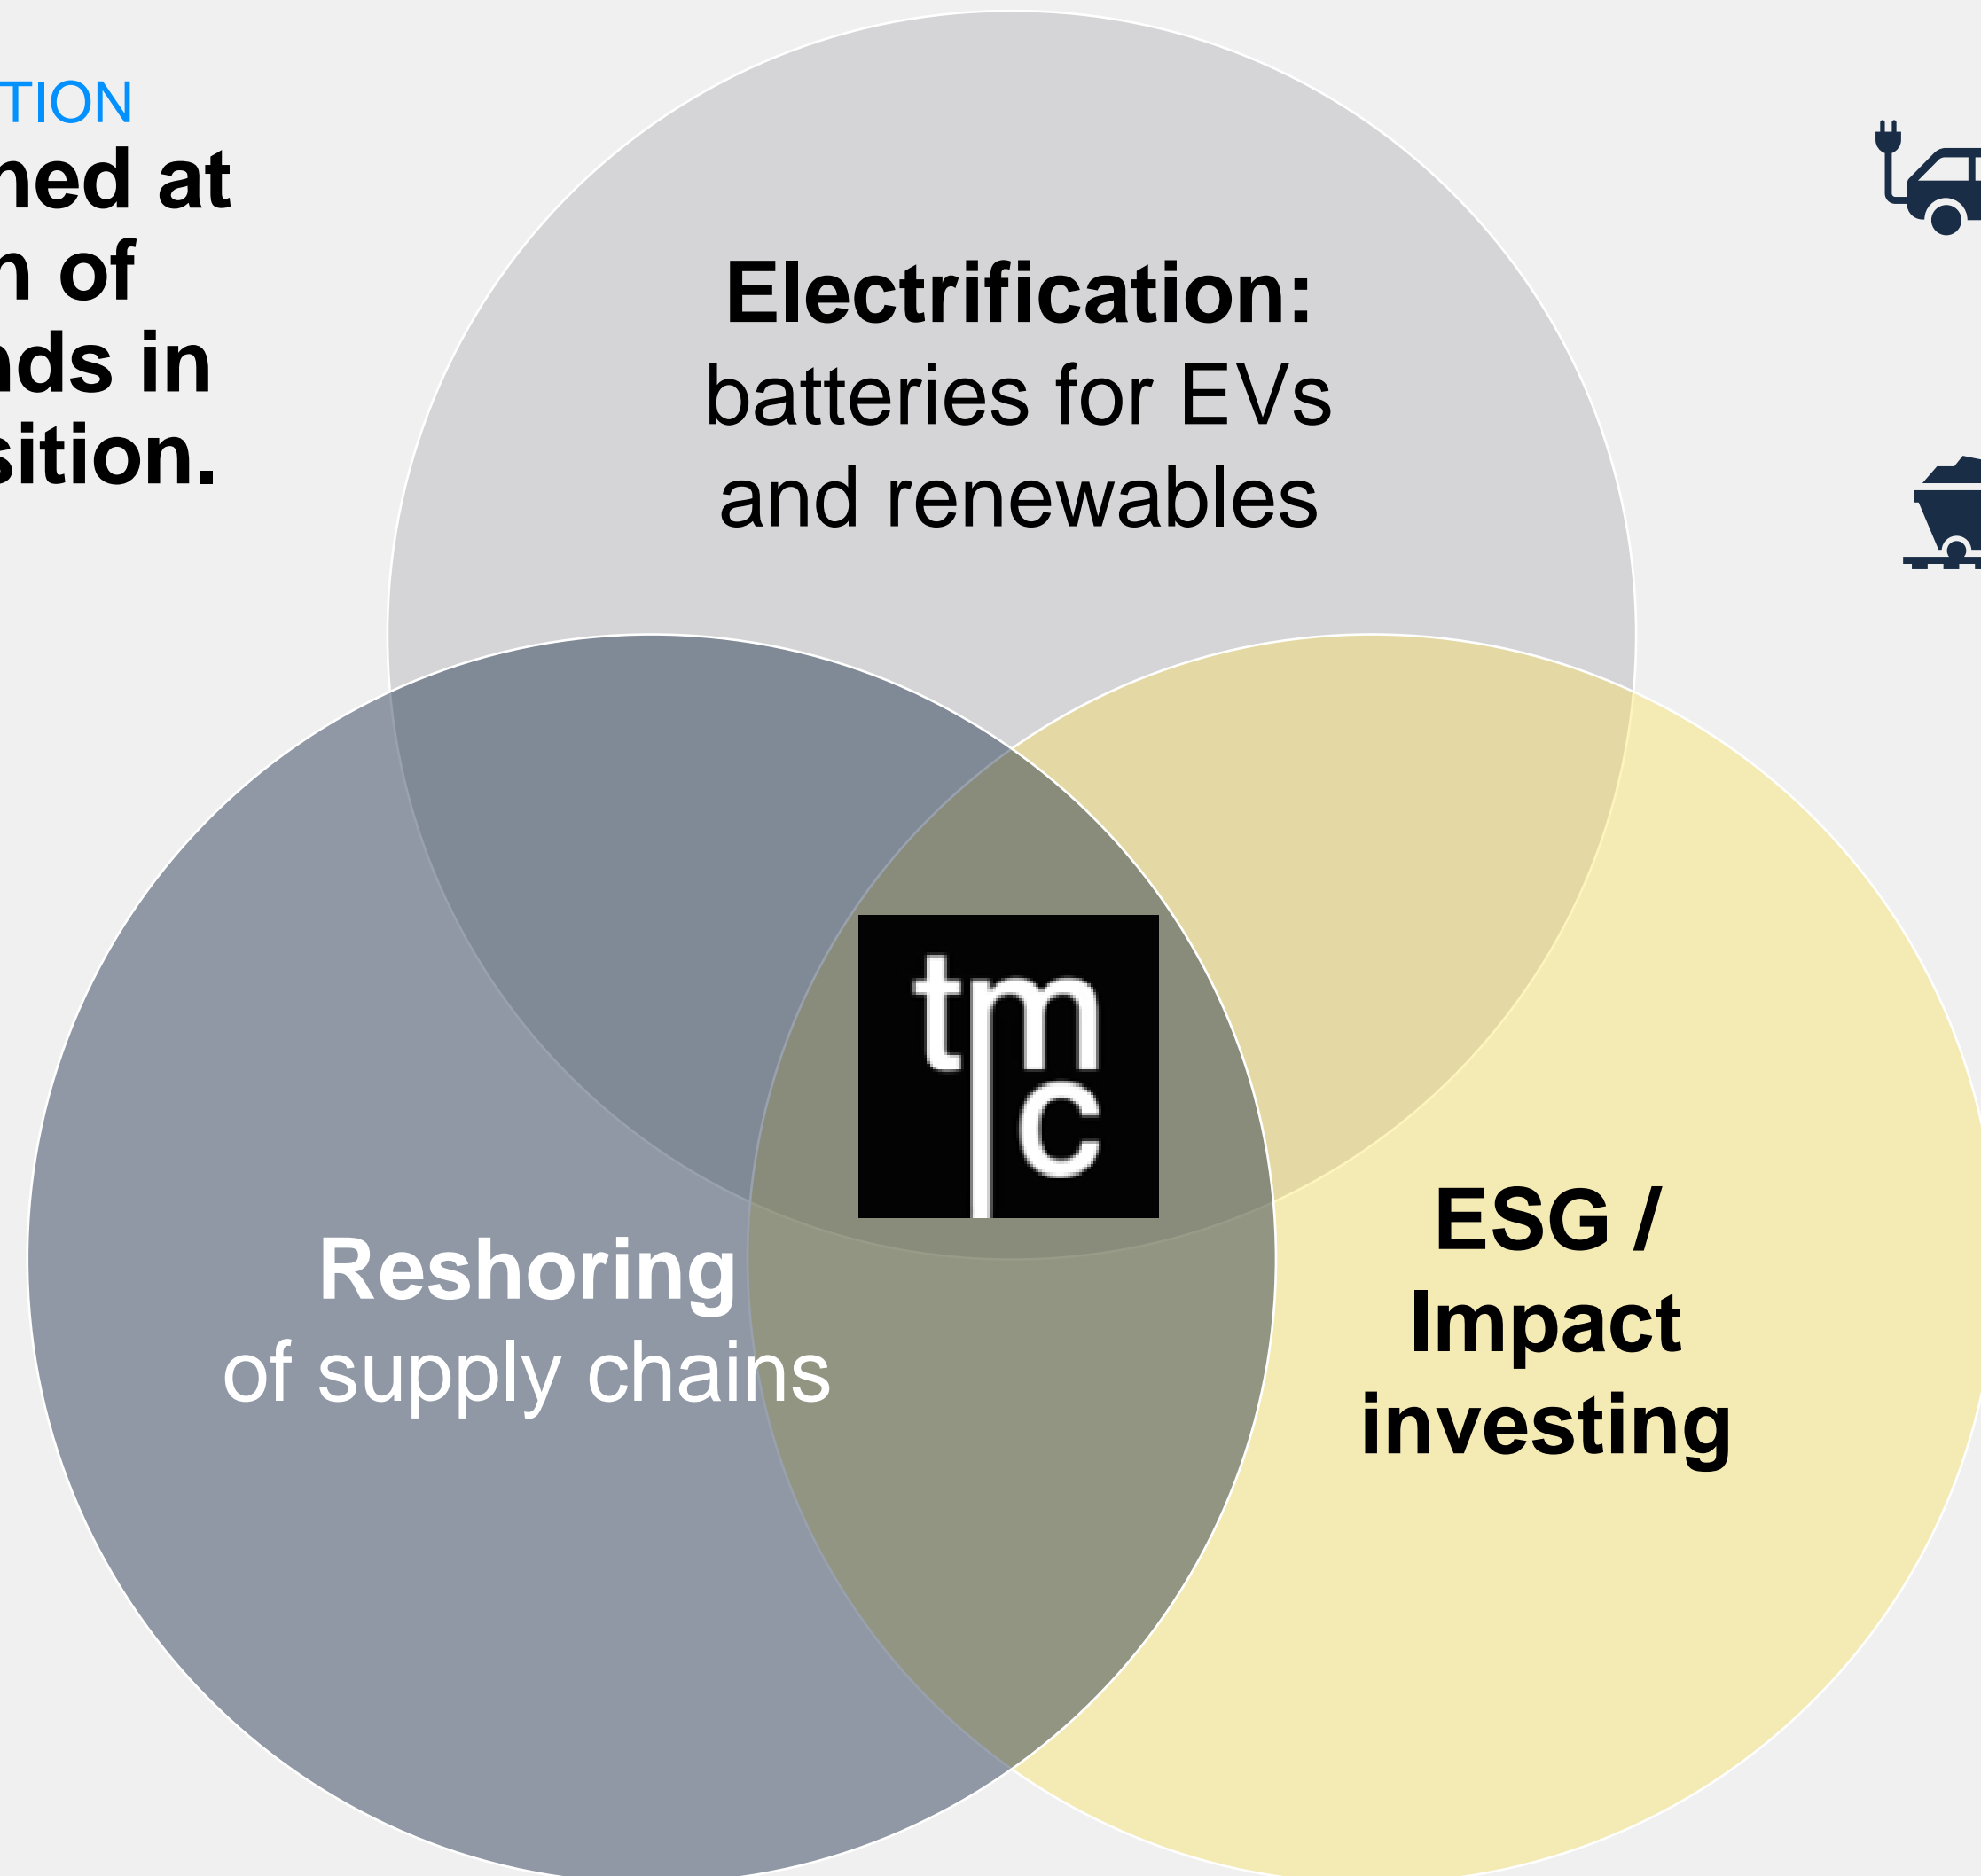 TION
ned at
n of
nds in
sition.
Electrification:
batteries for EVs
and renewables
tmc
Reshoring
of supply chains
ESG /
Impact
investing